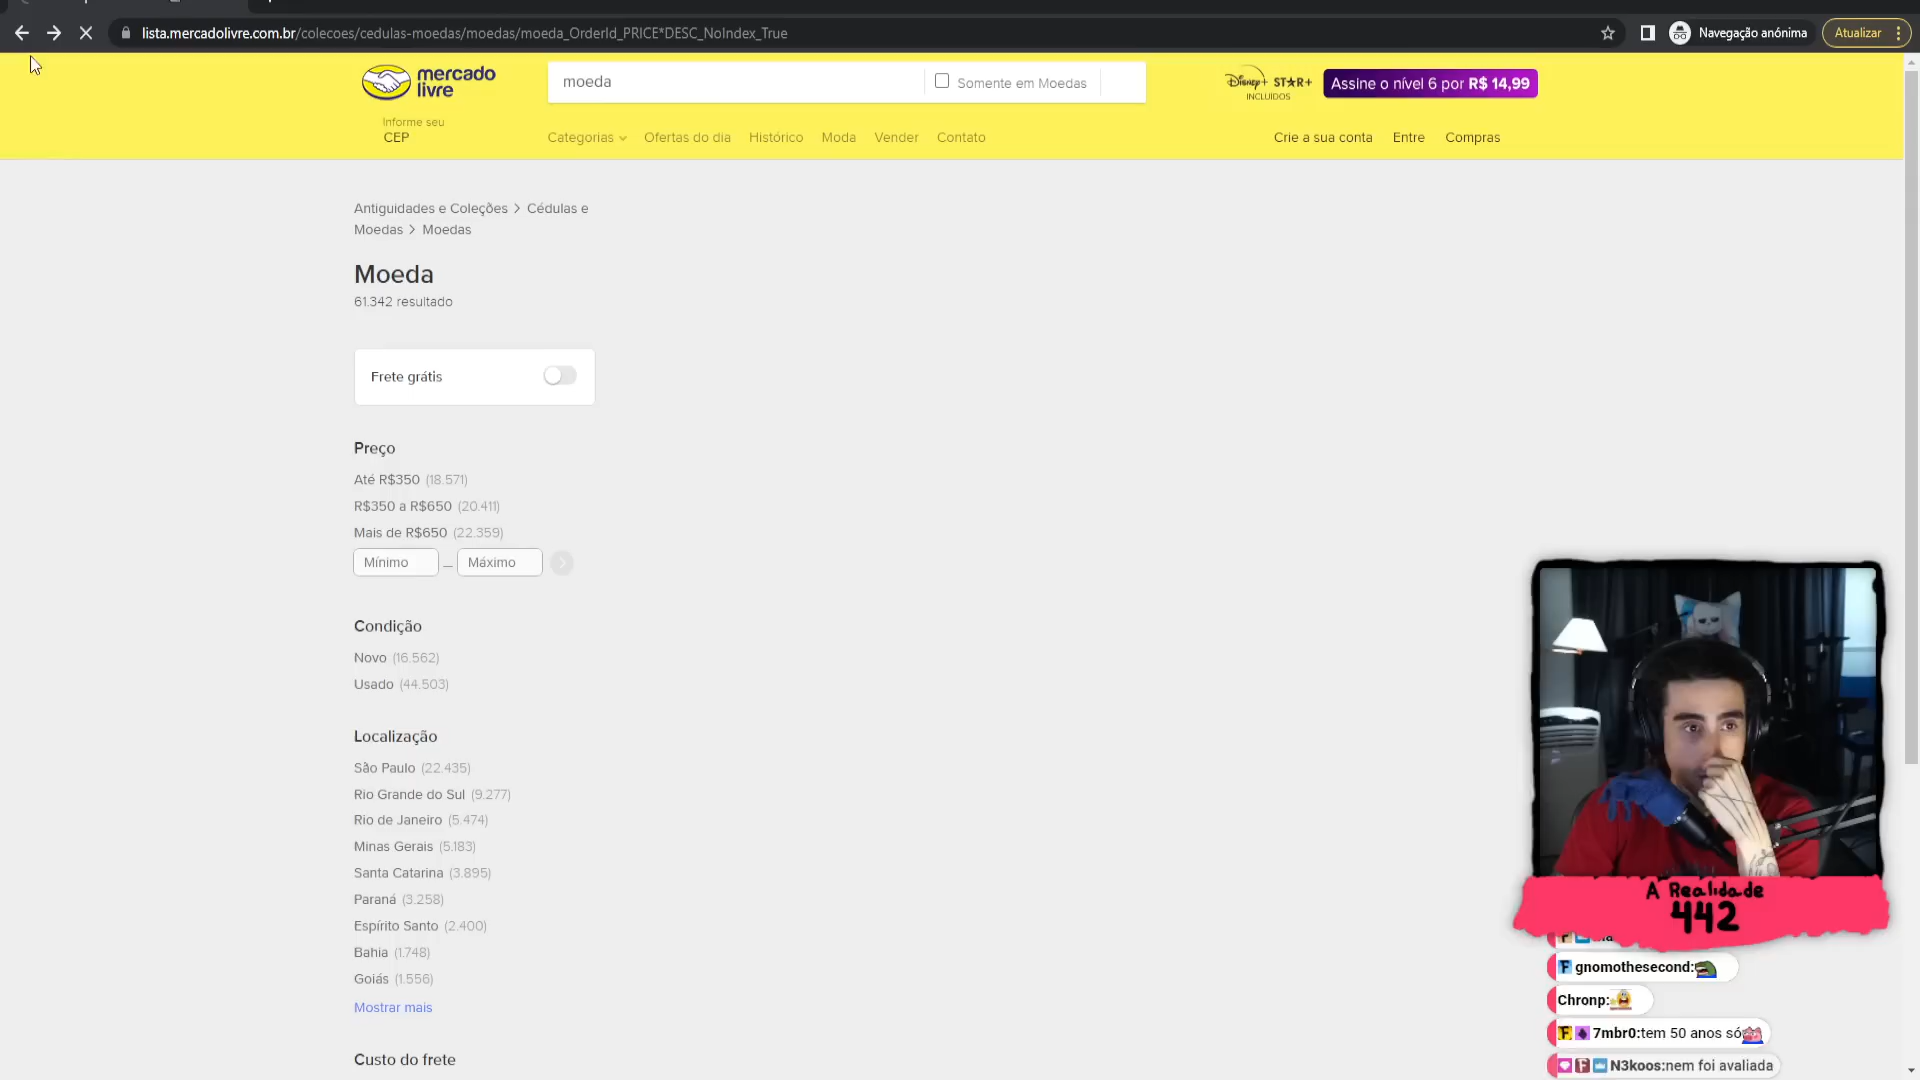 lista.mercadolivre.com.br/colecoes/cedulas-moedas/moedas/moeda_OrderId_PRICE*DESC_NoIndex_True
Navegação anónima
Atualizar
mercado
livre
moeda
Somente em Moedas
Disney+ STAR+
INCLUIDOS
Assine o nível 6 por R$ 14,99
Informe seu
CEP
Categorias
Ofertas do dia
Histórico
Moda
Vender
Contato
Crie a sua conta
Entre
Compras
Antiguidades e Coleções > Cédulas e
Moedas > Moedas
Moeda
61.342 resultado
Frete grátis
Preço
Até R$350 (18.571)
R$350 a R$650 (20.411)
Mais de R$650 (22.359)
Mínimo
Máximo
Condição
Novo (16.562)
Usado (44.503)
Localização
São Paulo (22.435)
Rio Grande do Sul (9.277)
Rio de Janeiro (5.474)
Minas Gerais (5.183)
Santa Catarina (3.895)
Paraná (3.258)
Espírito Santo (2.400)
Bahia (1.748)
Goiás (1.556)
Mostrar mais
Custo do frete
A Realidade
442
gnomothesecond:
Chronp:
7mbr0:tem 50 anos só
N3koos:nem foi avaliada